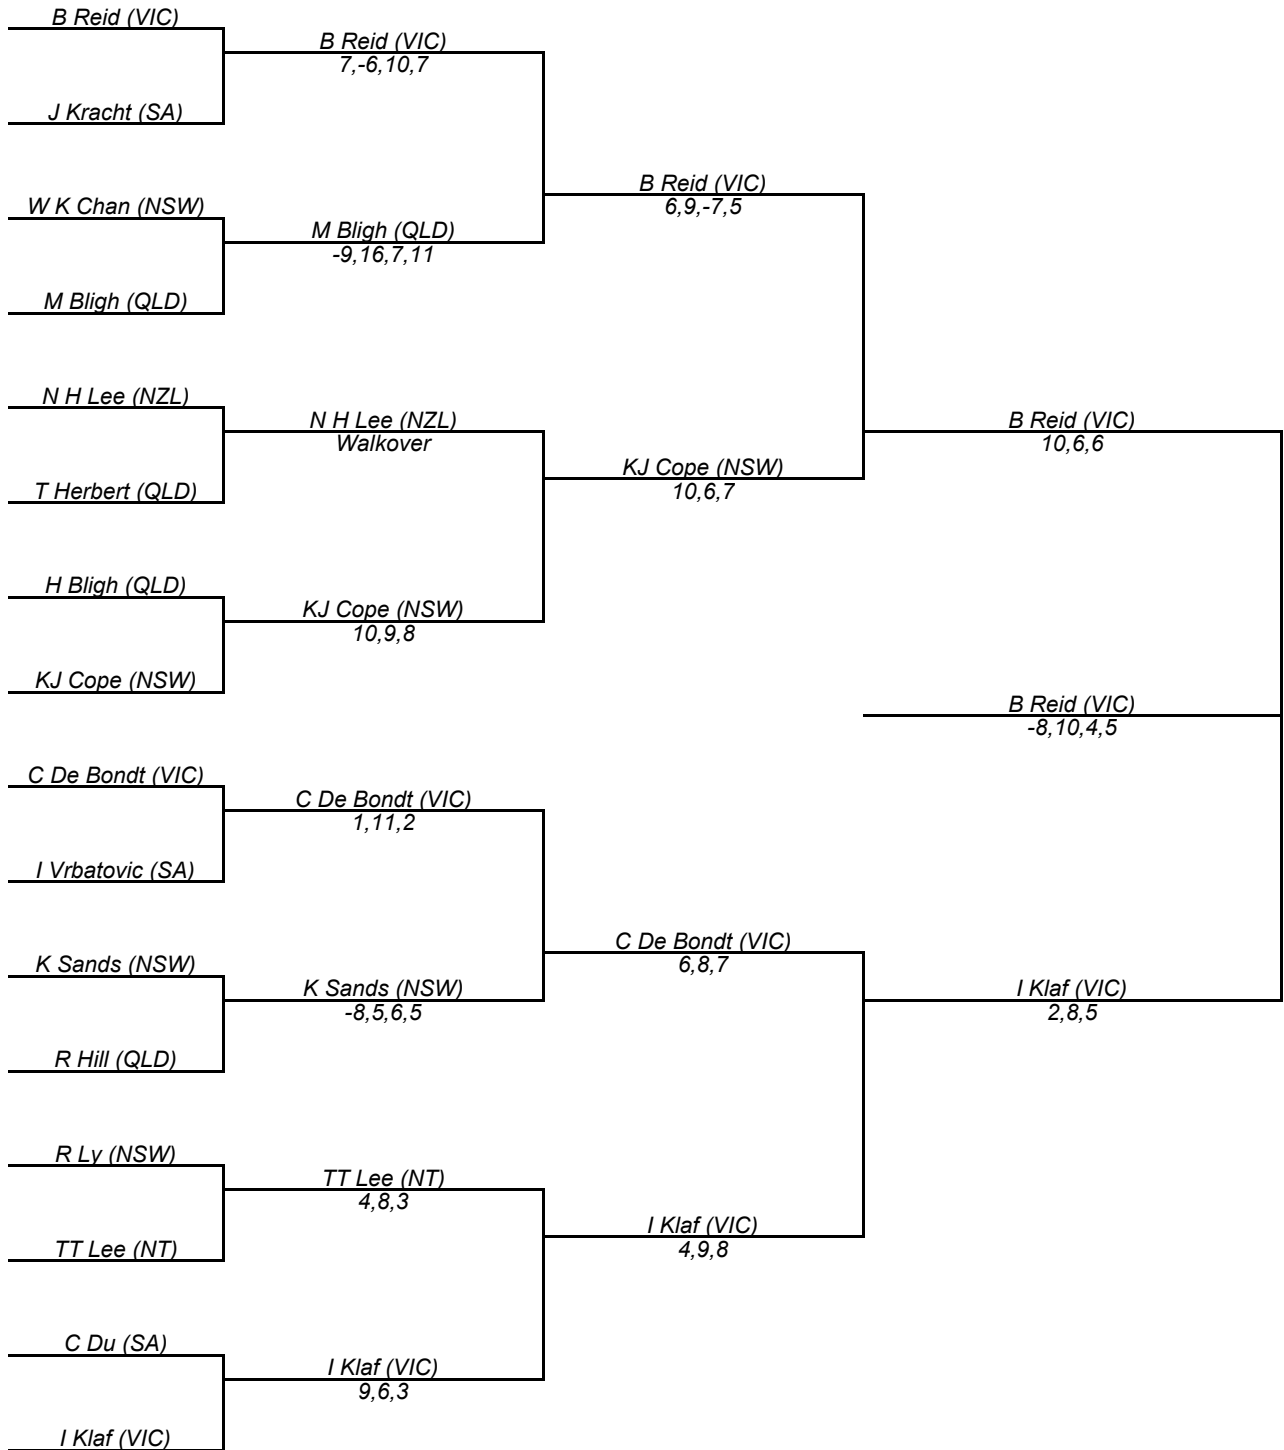 B Reid (VIC)
B Reid (VIC)
7,-6,10,7
J Kracht (SA)
B Reid (VIC)
6,9,-7,5
W K Chan (NSW)
M Bligh (QLD)
-9,16,7,11
M Bligh (QLD)
N H Lee (NZL)
N H Lee (NZL)
Walkover
B Reid (VIC)
10,6,6
KJ Cope (NSW)
10,6,7
T Herbert (QLD)
H Bligh (QLD)
KJ Cope (NSW)
10,9,8
KJ Cope (NSW)
B Reid (VIC)
-8,10,4,5
C De Bondt (VIC)
C De Bondt (VIC)
1,11,2
I Vrbatovic (SA)
C De Bondt (VIC)
6,8,7
K Sands (NSW)
K Sands (NSW)
-8,5,6,5
I Klaf (VIC)
2,8,5
R Hill (QLD)
R Ly (NSW)
TT Lee (NT)
4,8,3
I Klaf (VIC)
4,9,8
TT Lee (NT)
C Du (SA)
I Klaf (VIC)
9,6,3
I Klaf (VIC)